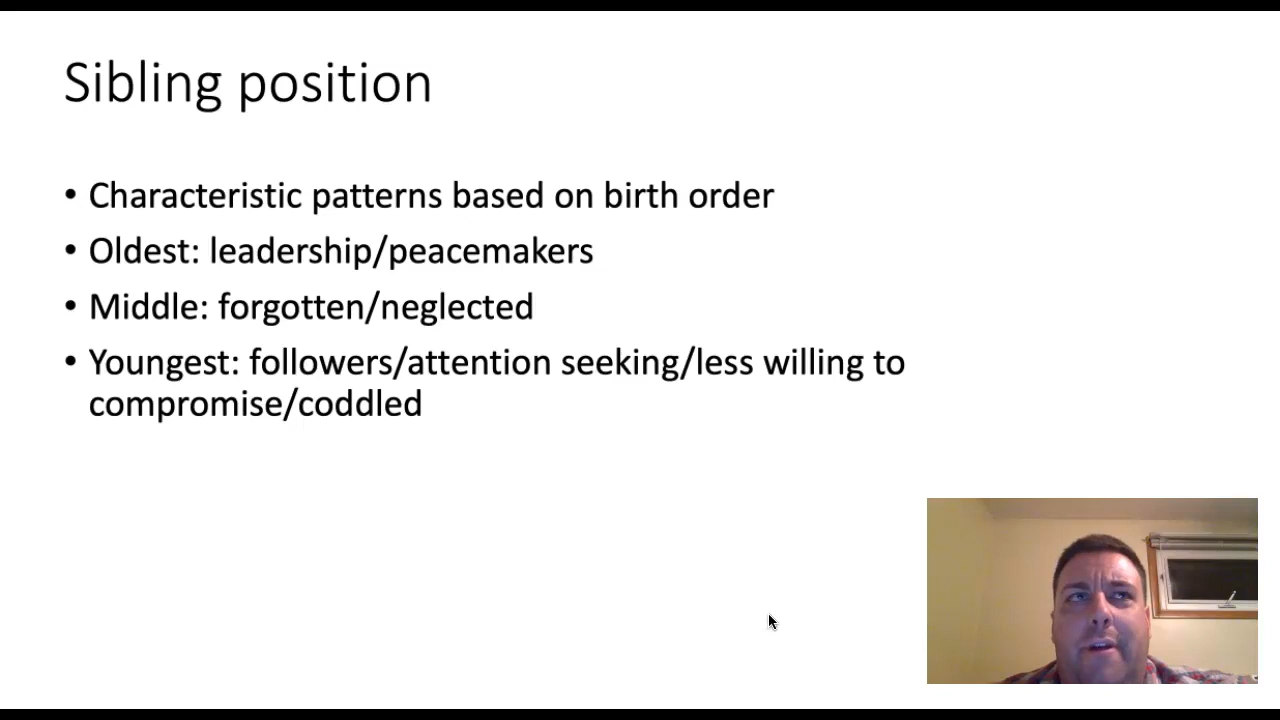 Sibling position
• Characteristic patterns based on birth order
• Oldest: leadership/peacemakers
• Middle: forgotten/neglected
• Youngest: followers/attention seeking/less willing to
compromise/coddled